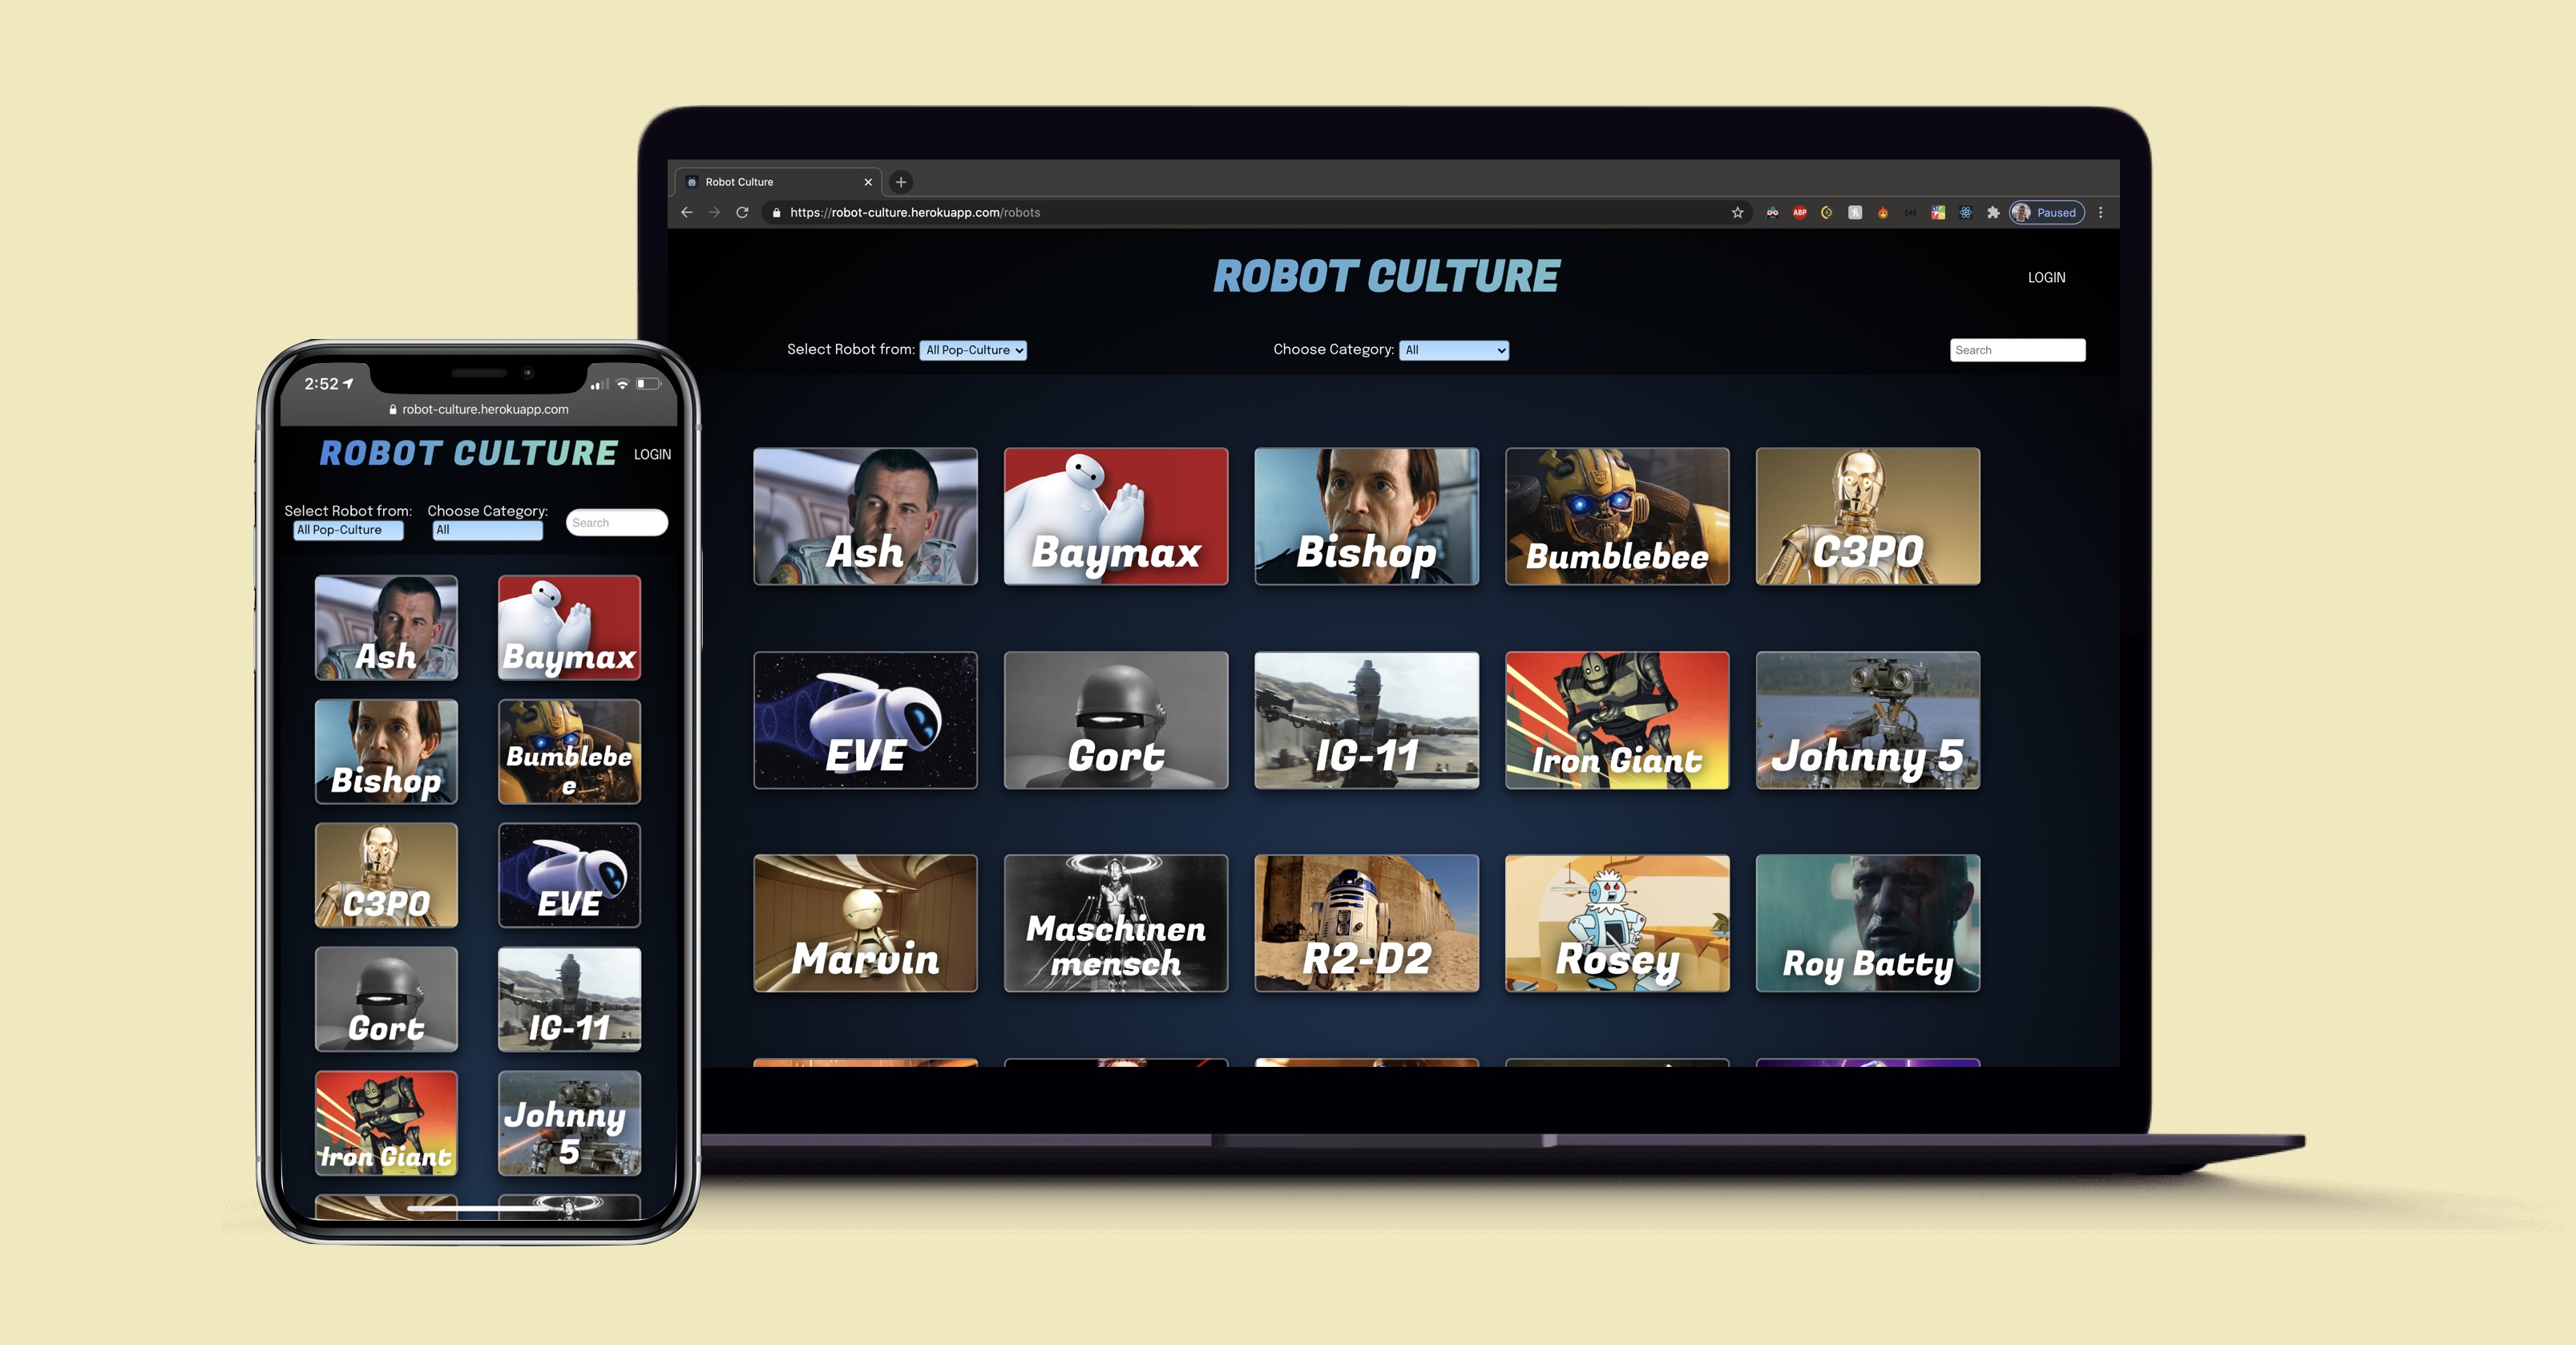 Robot Culture
https://robot-culture.herokuapp.com/robots
ABP
Paused
ROBOT CULTURE
LOGIN
Select Robot from: All Pop-Culture
Choose Category: All
Search
Ash
Baymax
Bishop
Bumblebee
C3PO
EVE
Gort
IG-11
Iron Giant
Johnny 5
Marvin
Maschinen
mensch
R2-D2
Rosey
Roy Batty
2:52
robot-culture.herokuapp.com
ROBOT CULTURE
LOGIN
Select Robot from:
All Pop-Culture
Choose Category:
All
Search
Ash
Baymax
Bishop
Bumblebe
e
C3PO
EVE
Gort
IG-11
Iron Giant
Johnny
5